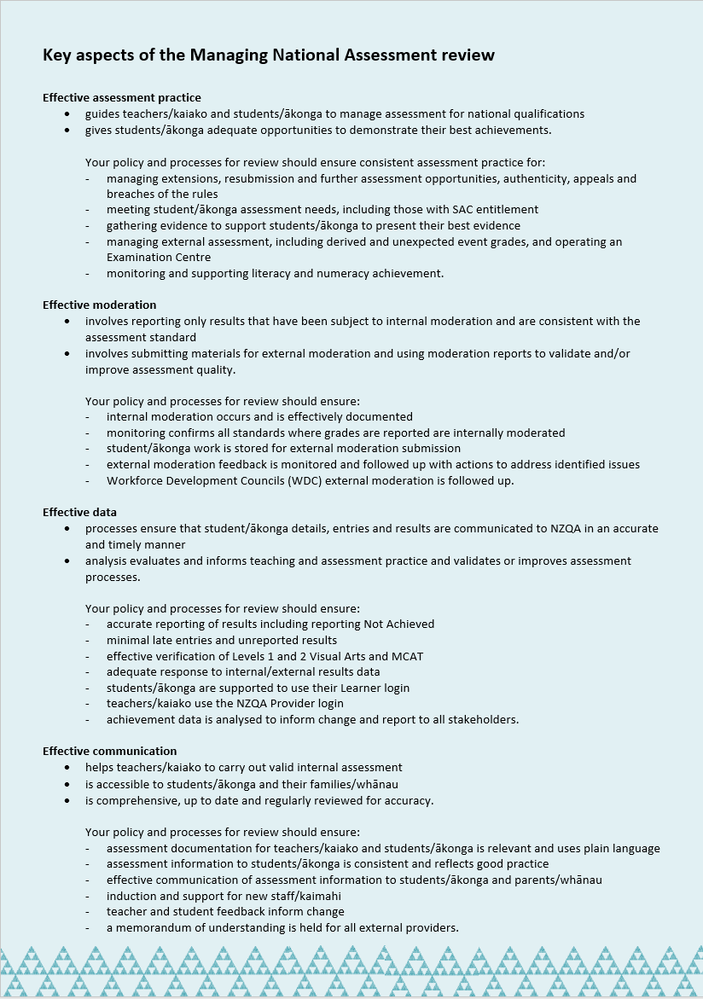 Key aspects of the Managing National Assessment review
Effective assessment practice
• guides teachers/kaiako and students/ākonga to manage assessment for national qualifications
• gives students/ākonga adequate opportunities to demonstrate their best achievements.
Your policy and processes for review should ensure consistent assessment practice for:
- managing extensions, resubmission and further assessment opportunities, authenticity, appeals and
breaches of the rules
- meeting student/ākonga assessment needs, including those with SAC entitlement
- gathering evidence to support students/ākonga to present their best evidence
- managing external assessment, including derived and unexpected event grades, and operating an
Examination Centre
- monitoring and supporting literacy and numeracy achievement.
Effective moderation
• involves reporting only results that have been subject to internal moderation and are consistent with the
assessment standard
• involves submitting materials for external moderation and using moderation reports to validate and/or
improve assessment quality.
Your policy and processes for review should ensure:
- internal moderation occurs and is effectively documented
- monitoring confirms all standards where grades are reported are internally moderated
- student/ākonga work is stored for external moderation submission
- external moderation feedback is monitored and followed up with actions to address identified issues
- Workforce Development Councils (WDC) external moderation is followed up.
Effective data
• processes ensure that student/ākonga details, entries and results are communicated to NZQA in an accurate
and timely manner
• analysis evaluates and informs teaching and assessment practice and validates or improves assessment
processes.
Your policy and processes for review should ensure:
- accurate reporting of results including reporting Not Achieved
- minimal late entries and unreported results
- effective verification of Levels 1 and 2 Visual Arts and MCAT
- adequate response to internal/external results data
- students/ākonga are supported to use their Learner login
- teachers/kaiako use the NZQA Provider login
- achievement data is analysed to inform change and report to all stakeholders.
Effective communication
• helps teachers/kaiako to carry out valid internal assessment
• is accessible to students/ākonga and their families/whānau
• is comprehensive, up to date and regularly reviewed for accuracy.
Your policy and processes for review should ensure:
- assessment documentation for teachers/kaiako and students/ākonga is relevant and uses plain language
- assessment information to students/ākonga is consistent and reflects good practice
- effective communication of assessment information to students/ākonga and parents/whānau
- induction and support for new staff/kaimahi
- teacher and student feedback inform change
- a memorandum of understanding is held for all external providers.